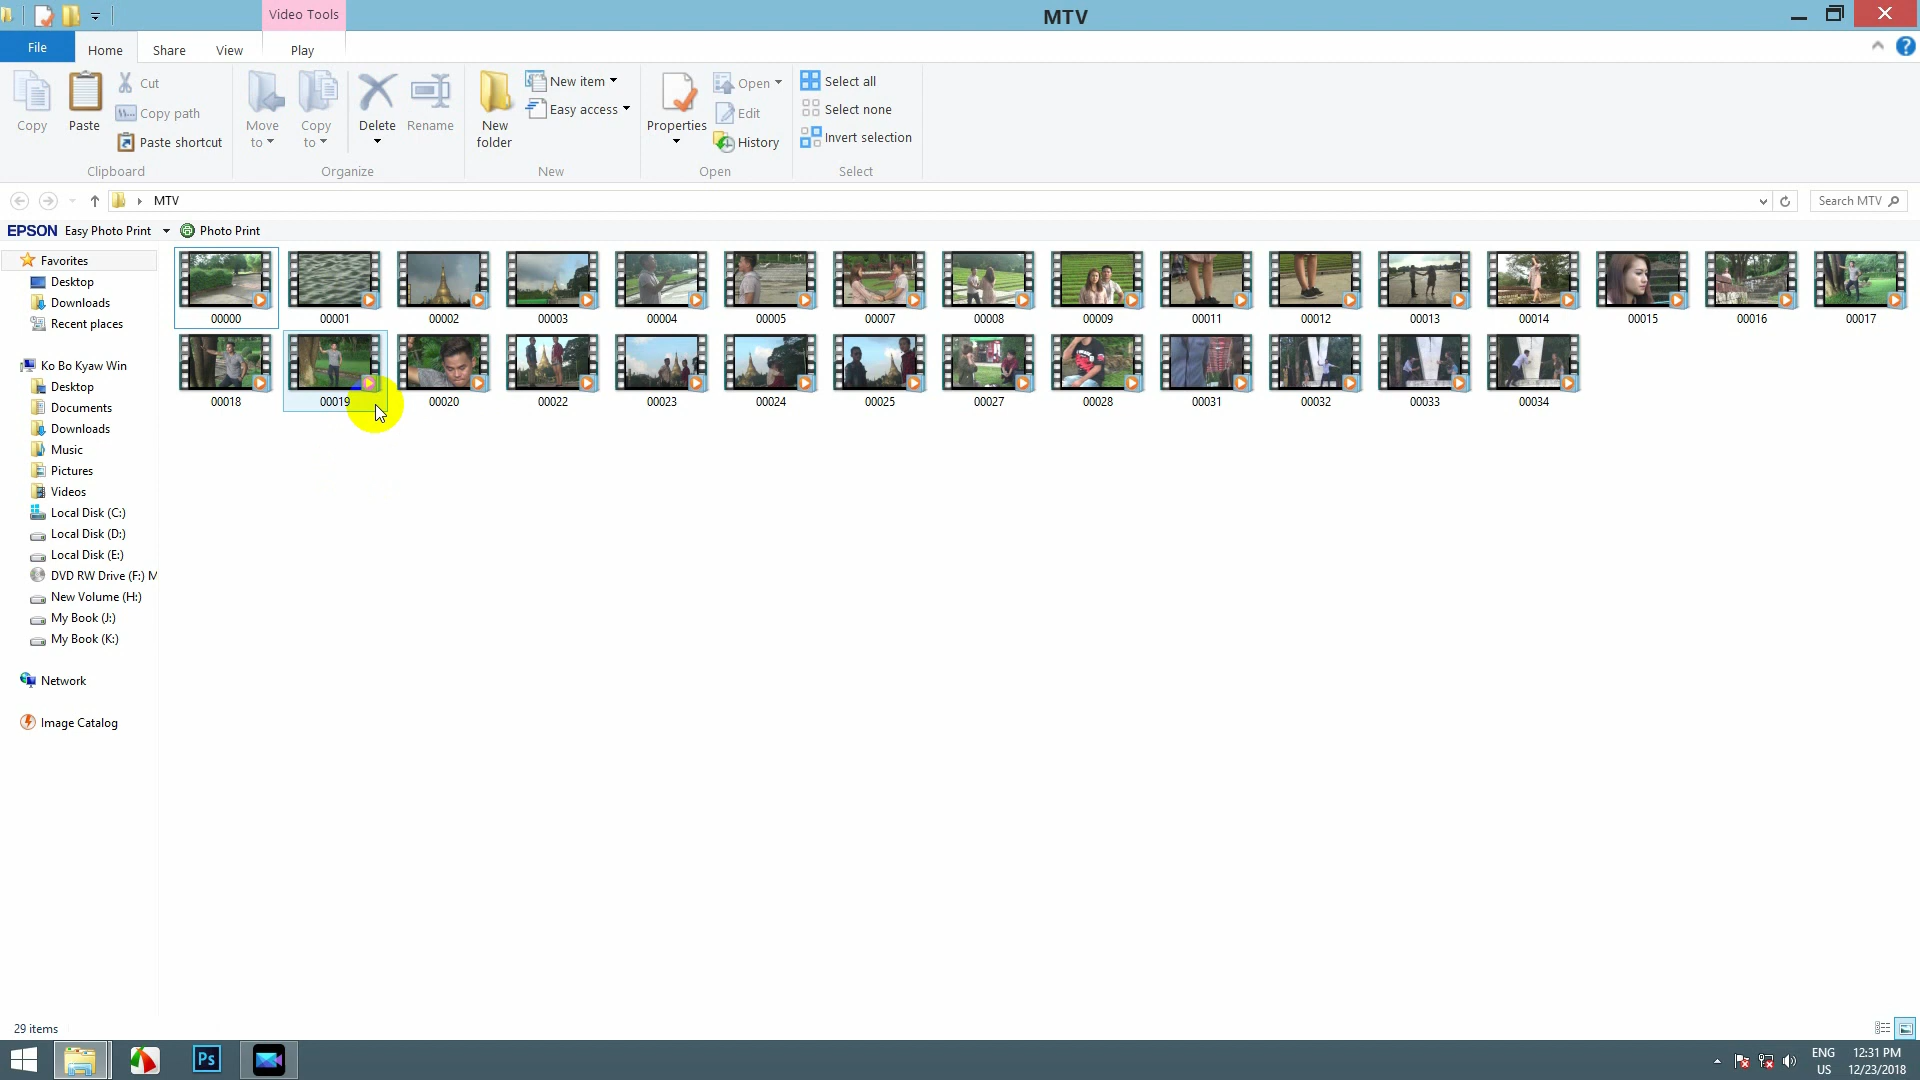 Video Tools
MTV
File
Home
Share
View
Play
Copy
Paste
Cut
Copy path
Paste shortcut
Clipboard
Move to
Copy to
Delete
Rename
Organize
New folder
New item
Easy access
New
Properties
Open
Edit
History
Open
Select all
Select none
Invert selection
Select
MTV
Search MTV
EPSON Easy Photo Print
Photo Print
Favorites
Desktop
Downloads
Recent places
Ko Bo Kyaw Win
Desktop
Documents
Downloads
Music
Pictures
Videos
Local Disk (C:)
Local Disk (D:)
Local Disk (E:)
DVD RW Drive (F:) M
New Volume (H:)
My Book (J:)
My Book (K:)
Network
Image Catalog
00000 00001 00002 00003 00004 00005 00007 00008 00009 00011 00012 00013 00014 00015 00016 00017
00018 00019 00020 00022 00023 00024 00025 00027 00028 00031 00032 00033 00034
29 items
Ps
ENG
US
12:31 PM
12/23/2018